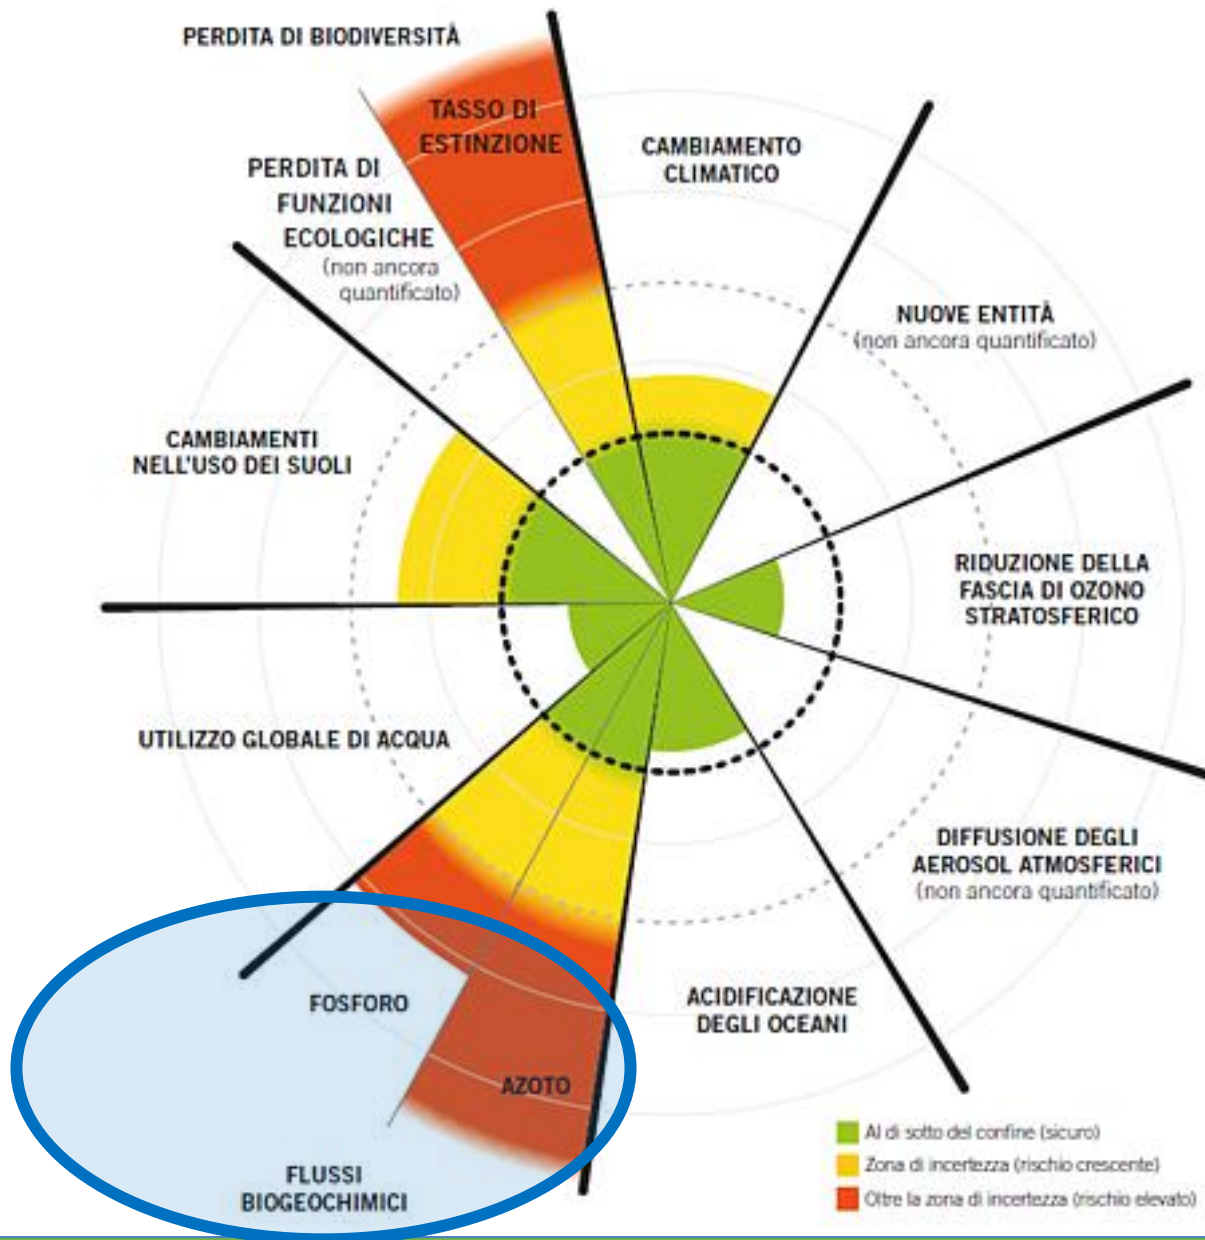 PERDITA DI BIODIVERSITÀ
TASSO DI
ESTINZIONE
PERDITA DI
FUNZIONI
ECOLOGICHE
(non ancora
quantificato)
CAMBIAMENTO
CLIMATICO
NUOVE ENTITÀ
(non ancora quantificato)
CAMBIAMENTI
NELL'USO DEI SUOLI
RIDUZIONE DELLA
FASCIA DI OZONO
STRATOSFERICO
UTILIZZO GLOBALE DI ACQUA
DIFFUSIONE DEGLI
AEROSOL ATMOSFERICI
(non ancora quantificato)
FOSFORO
ACIDIFICAZIONE
DEGLI OCEANI
AZOTO
FLUSSI
BIOGEOCHIMICI
Al di sotto del confine (sicuro)
Zona di incertezza (rischio crescente)
Oltre la zona di incertezza (rischio elevato)